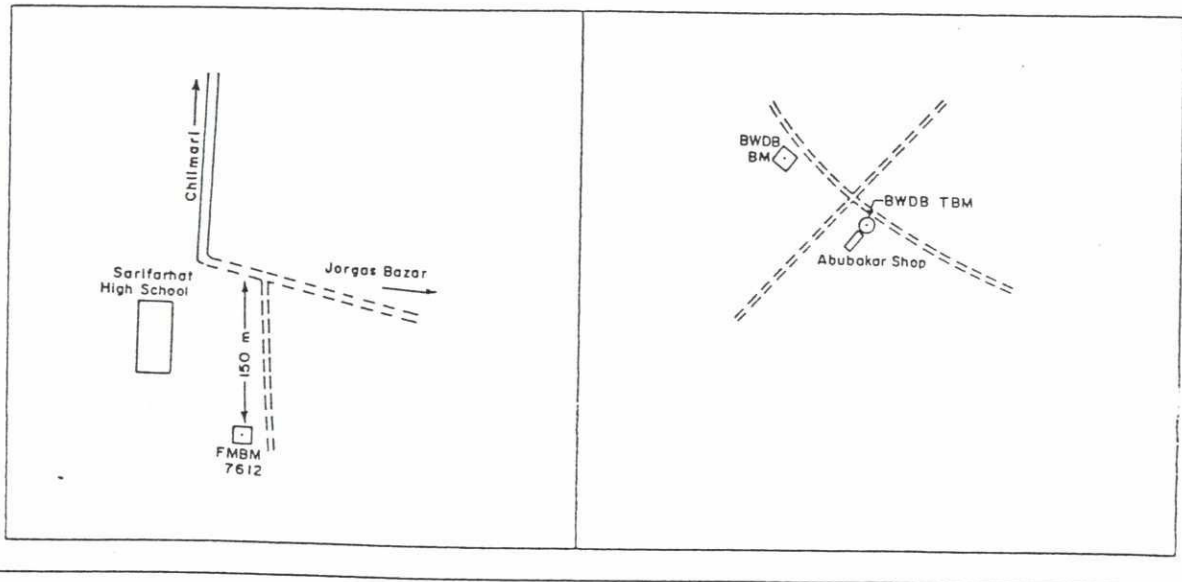 Chilmari
Sarifarhat
High School
Jorgas Bazar
150 m
FMBM
7612
BWDB
BM
BWDB TBM
Abubakar Shop